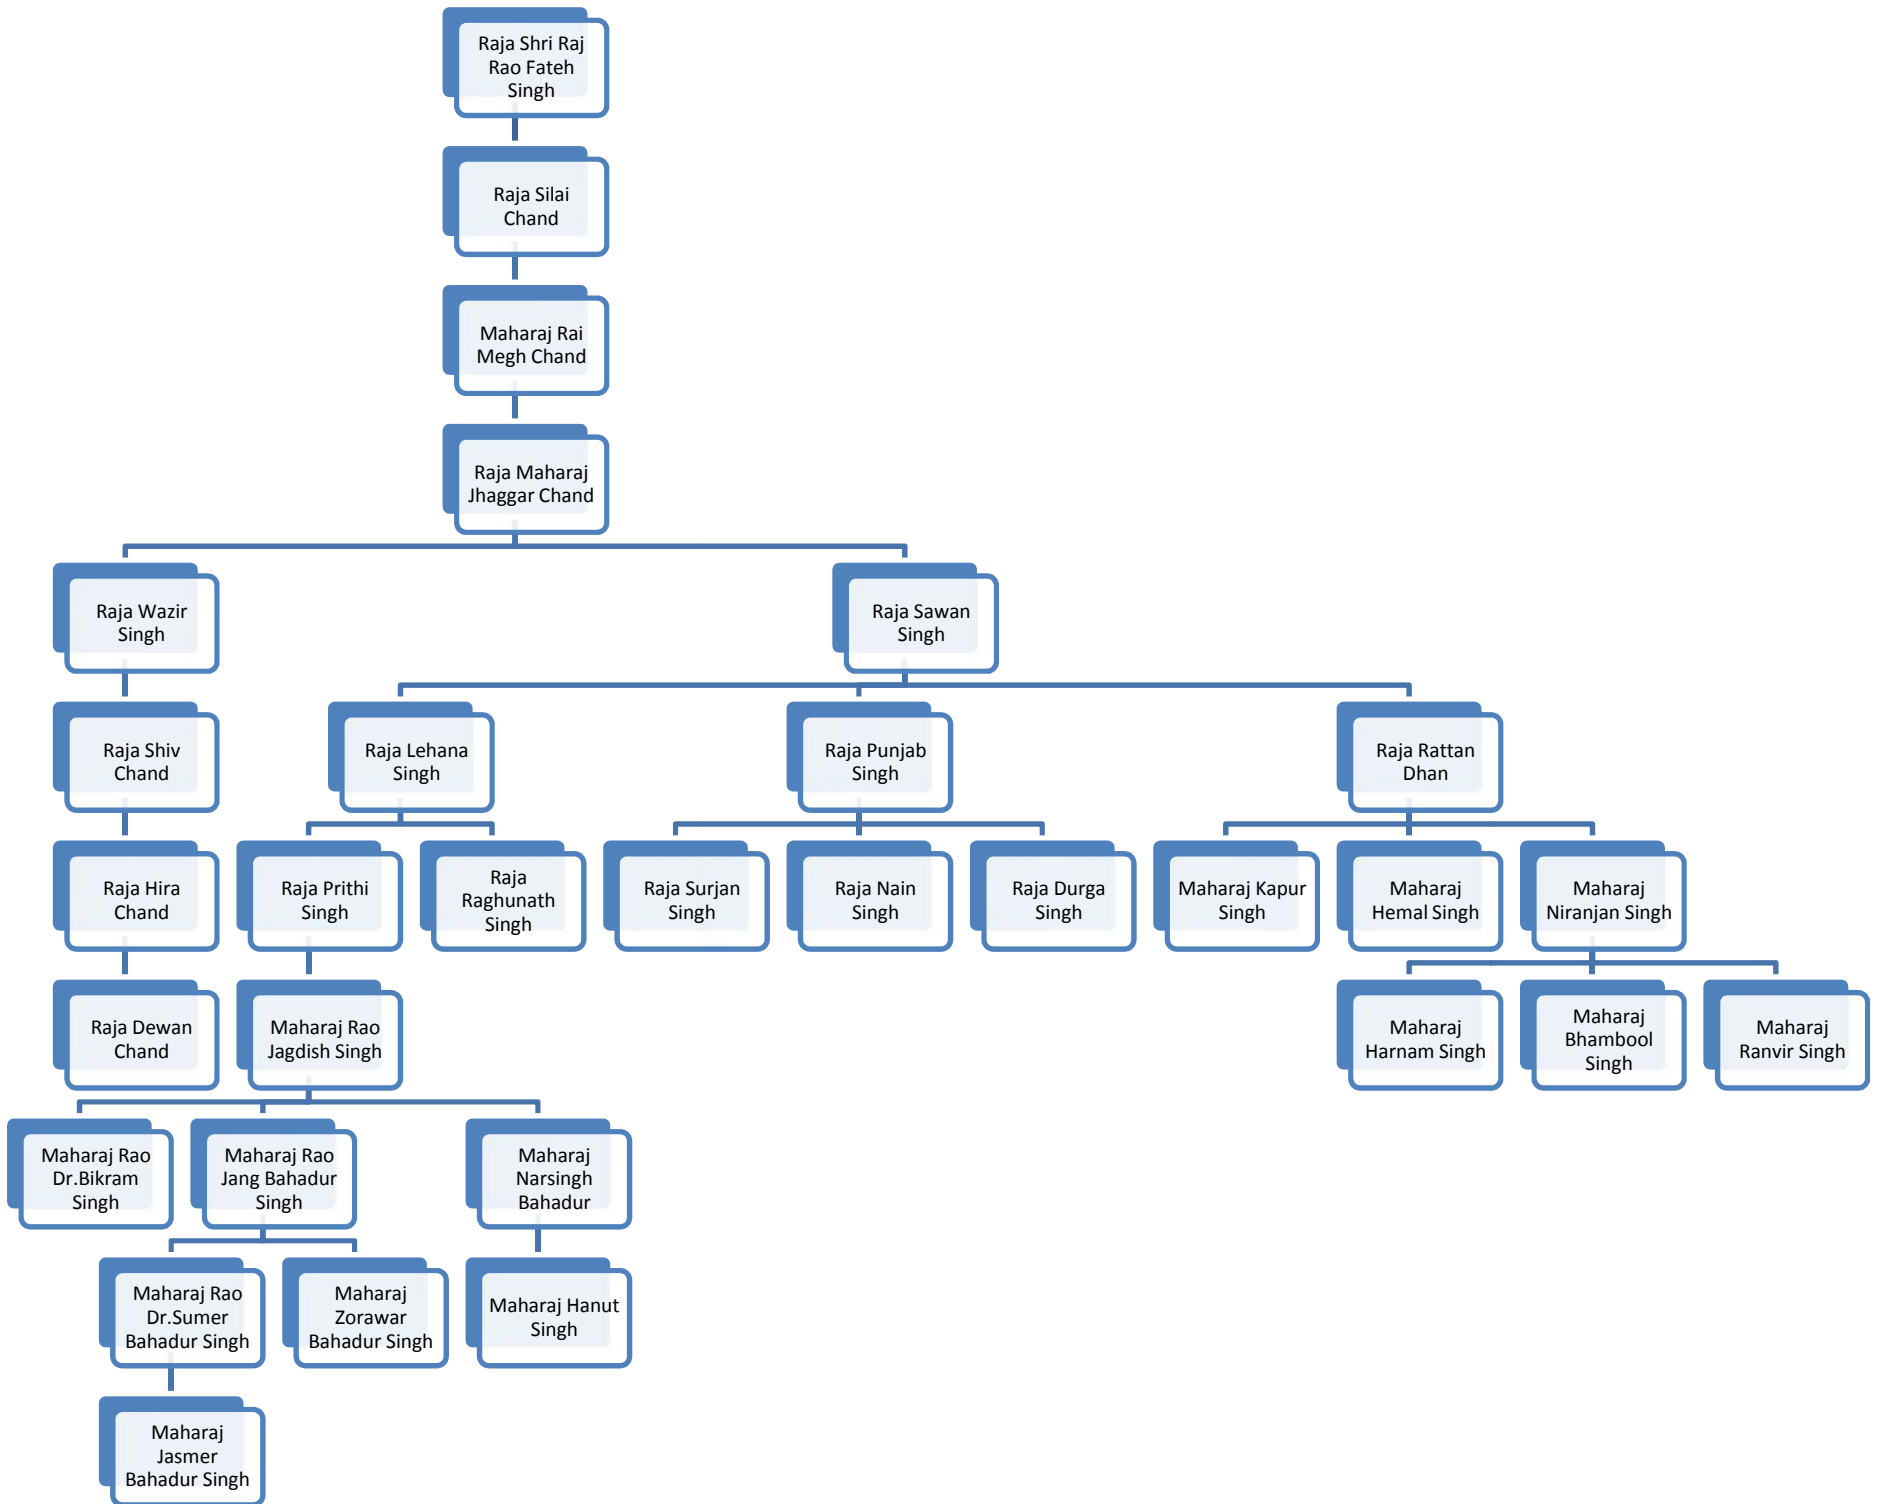 Raja Shri Raj
Rao Fateh
Singh
Raja Silai
Chand
Maharaj Rai
Megh Chand
Raja Maharaj
Jhaggar Chand
Raja Wazir
Singh
Raja Sawan
Singh
Raja Shiv
Chand
Raja Lehana
Singh
Raja Punjab
Singh
Raja Rattan
Dhan
Raja Hira
Chand
Raja Prithi
Singh
Raja
Raghunath
Singh
Raja Surjan
Singh
Raja Nain
Singh
Raja Durga
Singh
Maharaj Kapur
Singh
Maharaj
Hemal Singh
Maharaj
Niranjan Singh
Raja Dewan
Chand
Maharaj Rao
Jagdish Singh
Maharaj
Harnam Singh
Maharaj
Bhambool
Singh
Maharaj
Ranvir Singh
Maharaj Rao
Dr.Bikram
Singh
Maharaj Rao
Jang Bahadur
Singh
Maharaj
Narsingh
Bahadur
Maharaj Rao
Dr.Sumer
Bahadur Singh
Maharaj
Zorawar
Bahadur Singh
Maharaj Hanut
Singh
Maharaj
Jasmer
Bahadur Singh